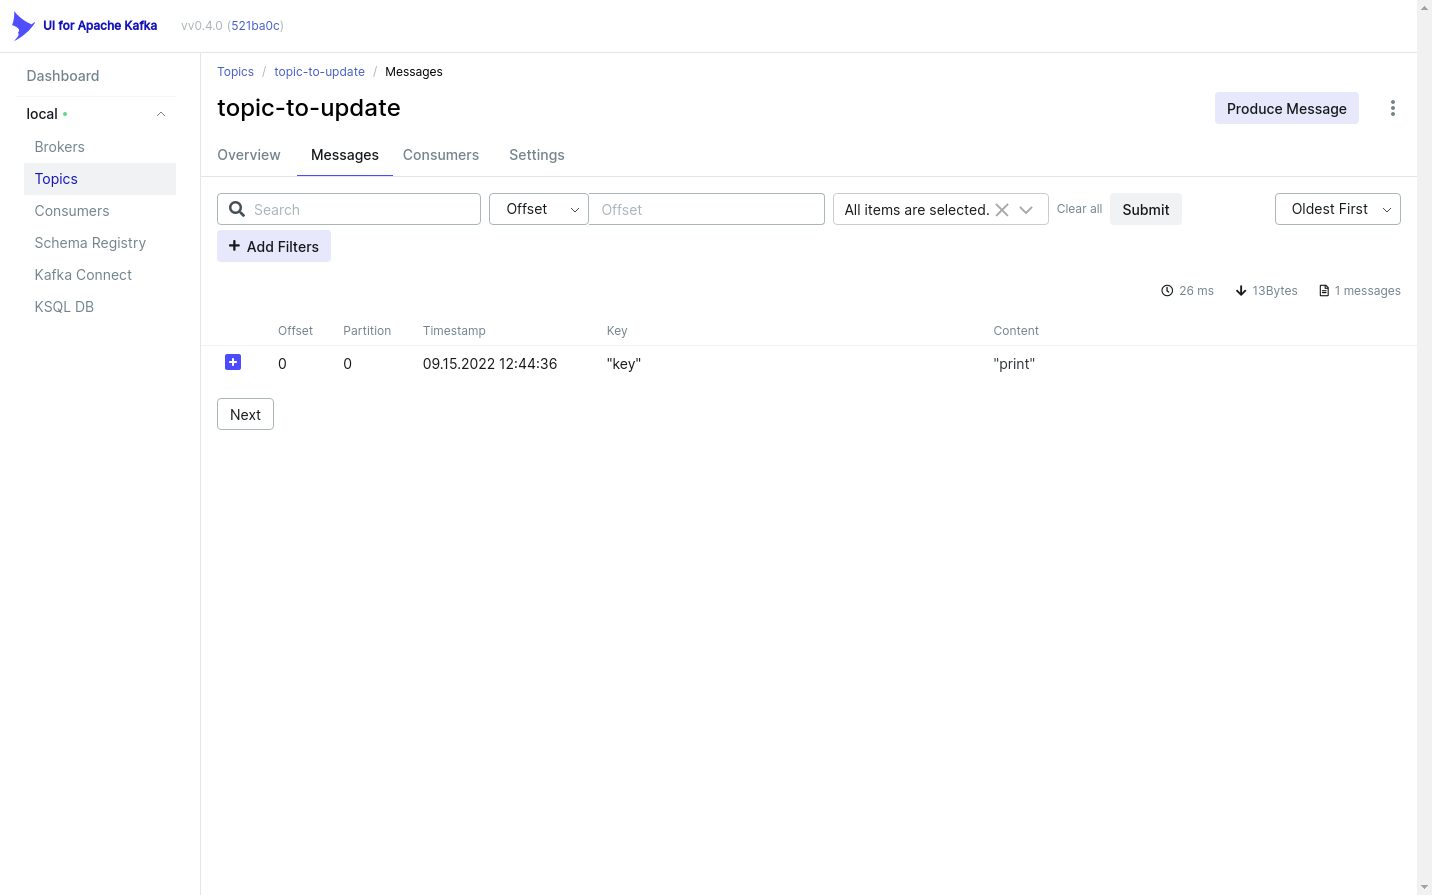 UI for Apache Kafka vv0.4.0 (521ba0c)
Dashboard
local
Brokers
Topics
Consumers
Schema Registry
Kafka Connect
KSQL DB
Topics / topic-to-update / Messages
topic-to-update
Produce Message
Overview Messages Consumers Settings
Search Offset Offset All items are selected. Clear all Submit Oldest First
Add Filters
26 ms 13Bytes 1 messages
Offset Partition Timestamp Key Content
0 0 09.15.2022 12:44:36 "key" "print"
Next